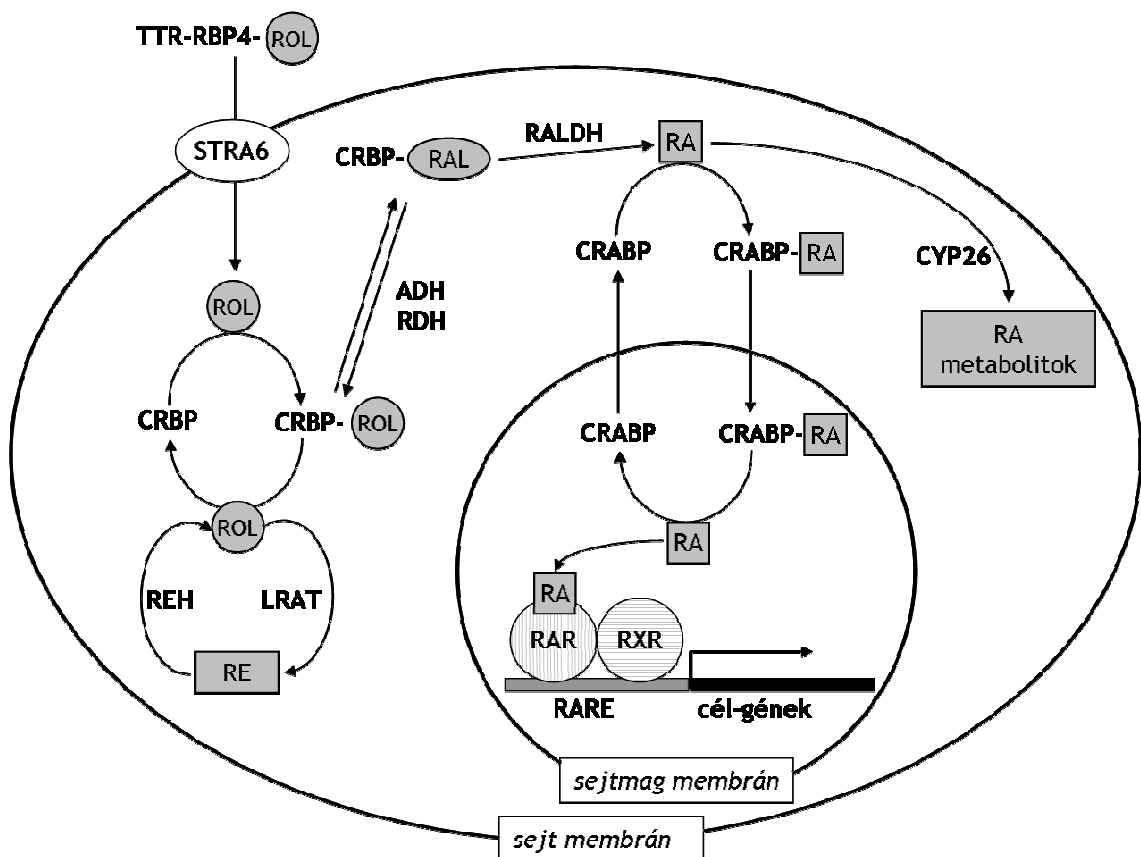 TTR-RBP4- ROL
STRA6
CRBP- RAL
RALDH
RA
CRABP
CRABP- RA
CYP26
RA
metabolitok
ADH
RDH
ROL
CRBP
CRBP- ROL
CRABP
CRABP- RA
ROL
REH
LRAT
RE
RA
RA
RAR
RXR
RARE
cél-gének
sejtmag membrán
sejt membrán